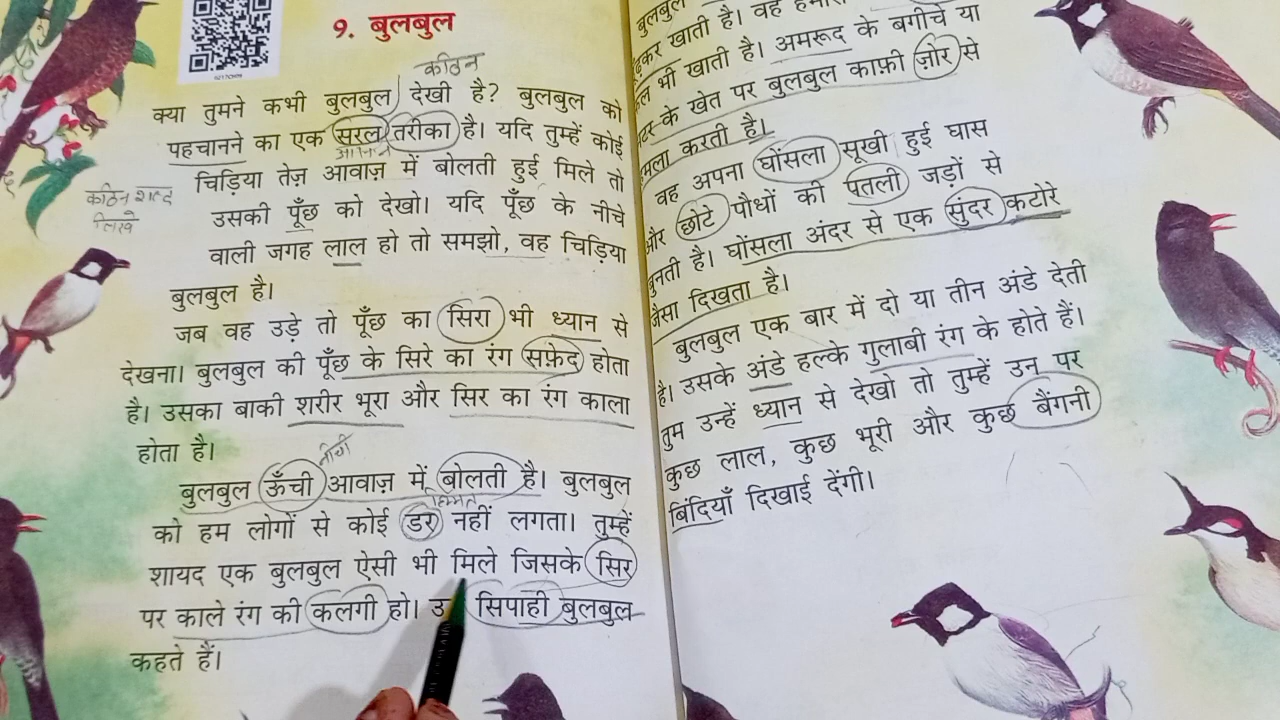 9. बुलबुल
कठिन
क्या तुमने कभी बुलबुल देखी है? बुलबुल को
पहचानने का एक सरल तरीका है। यदि तुम्हें कोई
आसान
चिड़िया तेज़ आवाज़ में बोलती हुई मिले तो
कठिन शब्द
लिखे
उसकी पूँछ को देखो। यदि पूँछ के नीचे
वाली जगह लाल हो तो समझो, वह चिड़िया
बुलबुल है।
जब वह उड़े तो पूँछ का सिरा भी ध्यान से
देखना। बुलबुल की पूँछ के सिरे का रंग सफ़ेद होता
है। उसका बाकी शरीर भूरा और सिर का रंग काला
होता है।
नीची
बुलबुल ऊँची आवाज़ में बोलती है। बुलबुल
हिम्मत
को हम लोगों से कोई डर नहीं लगता। तुम्हें
शायद एक बुलबुल ऐसी भी मिले जिसके सिर
पर काले रंग की कलगी हो। सिपाही बुलबुल
कहते हैं।
बुलबुल
खाती है। वह
भी खाती है। अमरूद के बगीचे या
के खेत पर बुलबुल काफ़ी ज़ोर से
करती है।
वह अपना घोंसला सूखी हुई घास
और छोटे पौधों की पतली जड़ों से
बुनती है। घोंसला अंदर से एक सुंदर कटोरे
जैसा दिखता है।
बुलबुल एक बार में दो या तीन अंडे देती
है। उसके अंडे हल्के गुलाबी रंग के होते हैं।
तुम उन्हें ध्यान से देखो तो तुम्हें उन पर
कुछ लाल, कुछ भूरी और कुछ बैंगनी
बिंदियाँ दिखाई देंगी।